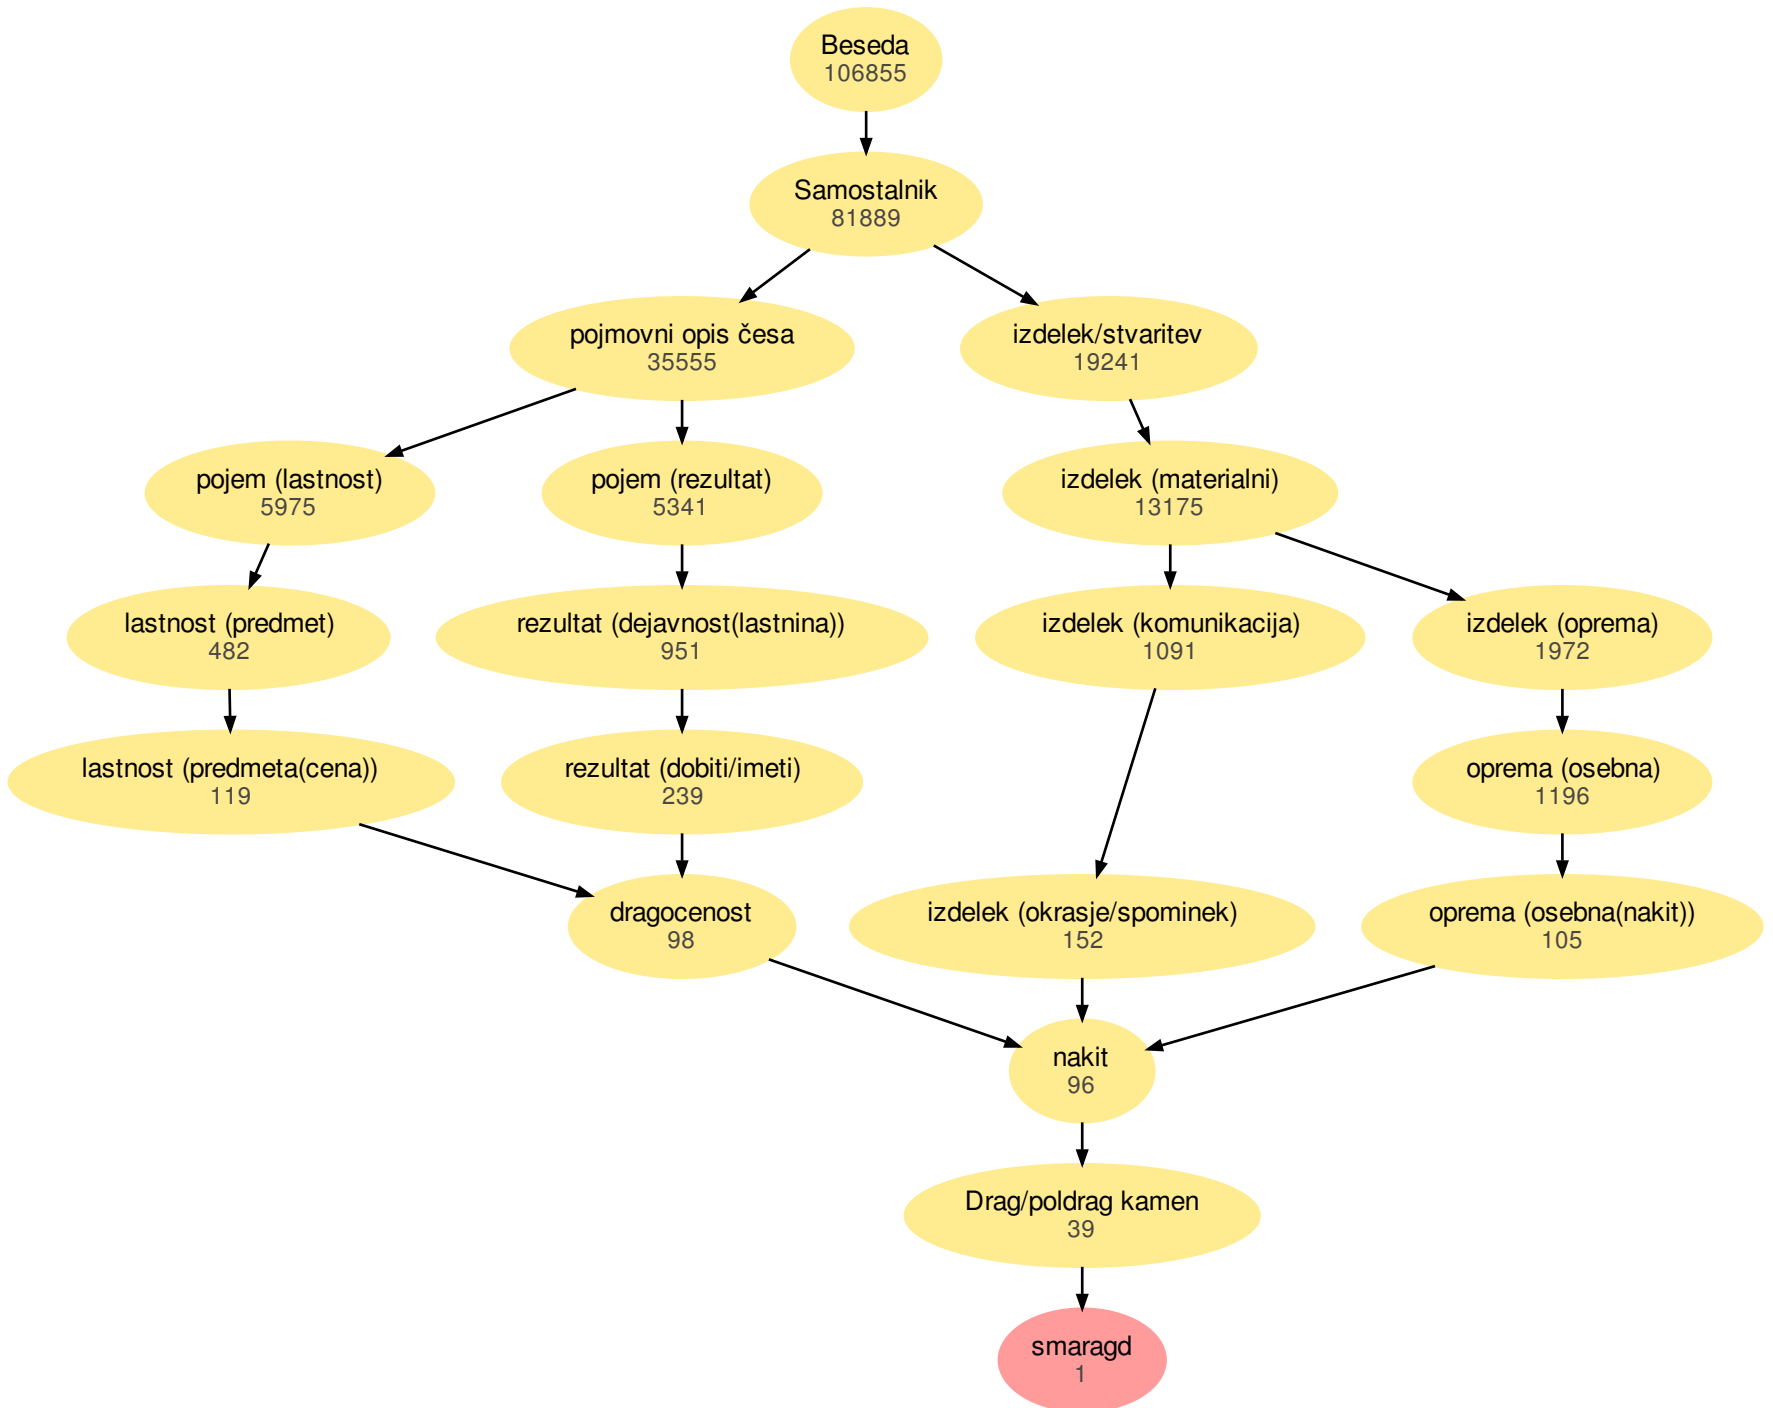 Beseda
106855
Samostalnik
81889
pojmovni opis česa
35555
izdelek/stvaritev
19241
pojem (lastnost)
5975
pojem (rezultat)
5341
izdelek (materialni)
13175
lastnost (predmet)
482
rezultat (dejavnost(lastnina))
951
izdelek (komunikacija)
1091
izdelek (oprema)
1972
lastnost (predmeta(cena))
119
rezultat (dobiti/imeti)
239
oprema (osebna)
1196
dragocenost
98
izdelek (okrasje/spominek)
152
oprema (osebna(nakit))
105
nakit
96
Drag/poldrag kamen
39
smaragd
1